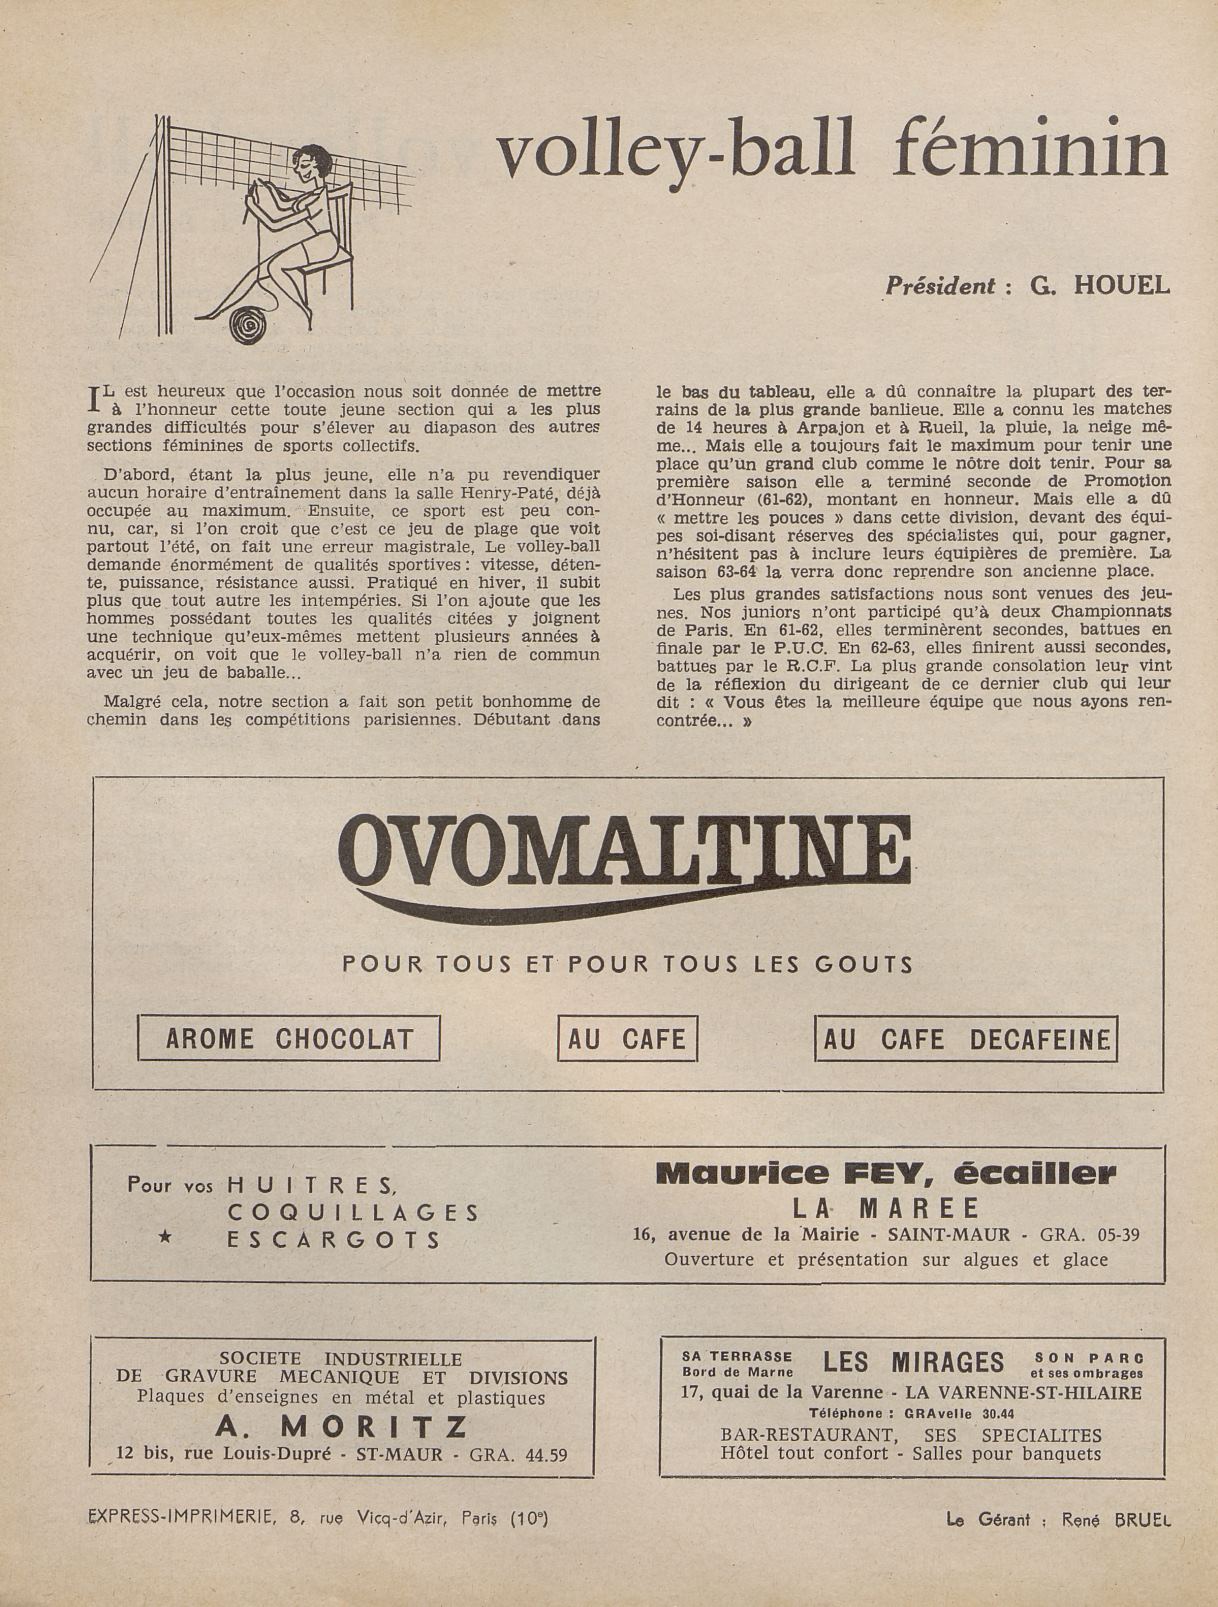 volley-ball féminin
Président : G. HOUEL
IL est heureux que l'occasion nous soit donnée de mettre
à l'honneur cette toute jeune section qui a les plus
grandes difficultés pour s'élever au diapason des autres
sections féminines de sports collectifs.
D'abord, étant la plus jeune, elle n'a pu revendiquer
aucun horaire d'entraînement dans la salle Henry-Paté, déjà
occupée au maximum. Ensuite, ce sport est peu con-
nu, car, si l'on croit que c'est ce jeu de plage que voit
partout l'été, on fait une erreur magistrale, Le volley-ball
demande énormément de qualités sportives : vitesse, déten-
te, puissance, résistance aussi. Pratiqué en hiver, il subit
plus que tout autre les intempéries. Si l'on ajoute que les
hommes possédant toutes les qualités citées y joignent
une technique qu'eux-mêmes mettent plusieurs années à
acquérir, on voit que le volley-ball n'a rien de commun
avec un jeu de baballe...
Malgré cela, notre section a fait son petit bonhomme de
chemin dans les compétitions parisiennes. Débutant dans
le bas du tableau, elle a dû connaître la plupart des ter-
rains de la plus grande banlieue. Elle a connu les matches
de 14 heures à Arpajon et à Rueil, la pluie, la neige mê-
me... Mais elle a toujours fait le maximum pour tenir une
place qu'un grand club comme le nôtre doit tenir. Pour sa
première saison elle a terminé seconde de Promotion
d'Honneur (61-62), montant en honneur. Mais elle a dû
« mettre les pouces » dans cette division, devant des équi-
pes soi-disant réserves des spécialistes qui, pour gagner,
n'hésitent pas à inclure leurs équipières de première. La
saison 63-64 la verra donc reprendre son ancienne place.
Les plus grandes satisfactions nous sont venues des jeu-
nes. Nos juniors n'ont participé qu'à deux Championnats
de Paris. En 61-62, elles terminèrent secondes, battues en
finale par le P.U.C. En 62-63, elles finirent aussi secondes,
battues par le R.C.F. La plus grande consolation leur vint
de la réflexion du dirigeant de ce dernier club qui leur
dit : « Vous êtes la meilleure équipe que nous ayons ren-
contrée... »
OVOMALTINE
POUR TOUS ET POUR TOUS LES GOUTS
AROME CHOCOLAT
AU CAFE
AU CAFE DECAFEINE
Pour vos HUITRES,
COQUILLAGES
★ ESCARGOTS
Maurice FEY, écailler
LA MAREE
16, avenue de la Mairie - SAINT-MAUR - GRA. 05-39
Ouverture et présentation sur algues et glace
SOCIETE INDUSTRIELLE
DE GRAVURE MECANIQUE ET DIVISIONS
Plaques d'enseignes en métal et plastiques
A. MORITZ
12 bis, rue Louis-Dupré - ST-MAUR - GRA. 44.59
SA TERRASSE
Bord de Marne
LES MIRAGES
SON PARC
et ses ombrages
17, quai de la Varenne - LA VARENNE-ST-HILAIRE
Téléphone : GRAvelle 30.44
BAR-RESTAURANT, SES SPECIALITES
Hôtel tout confort - Salles pour banquets
EXPRESS-IMPRIMERIE, 8, rue Vicq-d'Azir, Paris (10e)
Le Gérant : René BRUEL